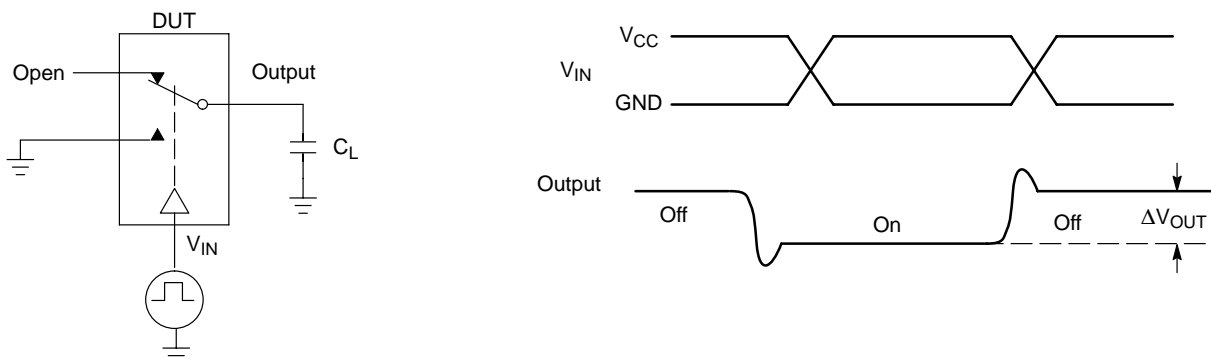 DUT
Open
Output
C_L
V_IN
V_CC
V_IN
GND
Output
Off
On
Off
ΔV_OUT